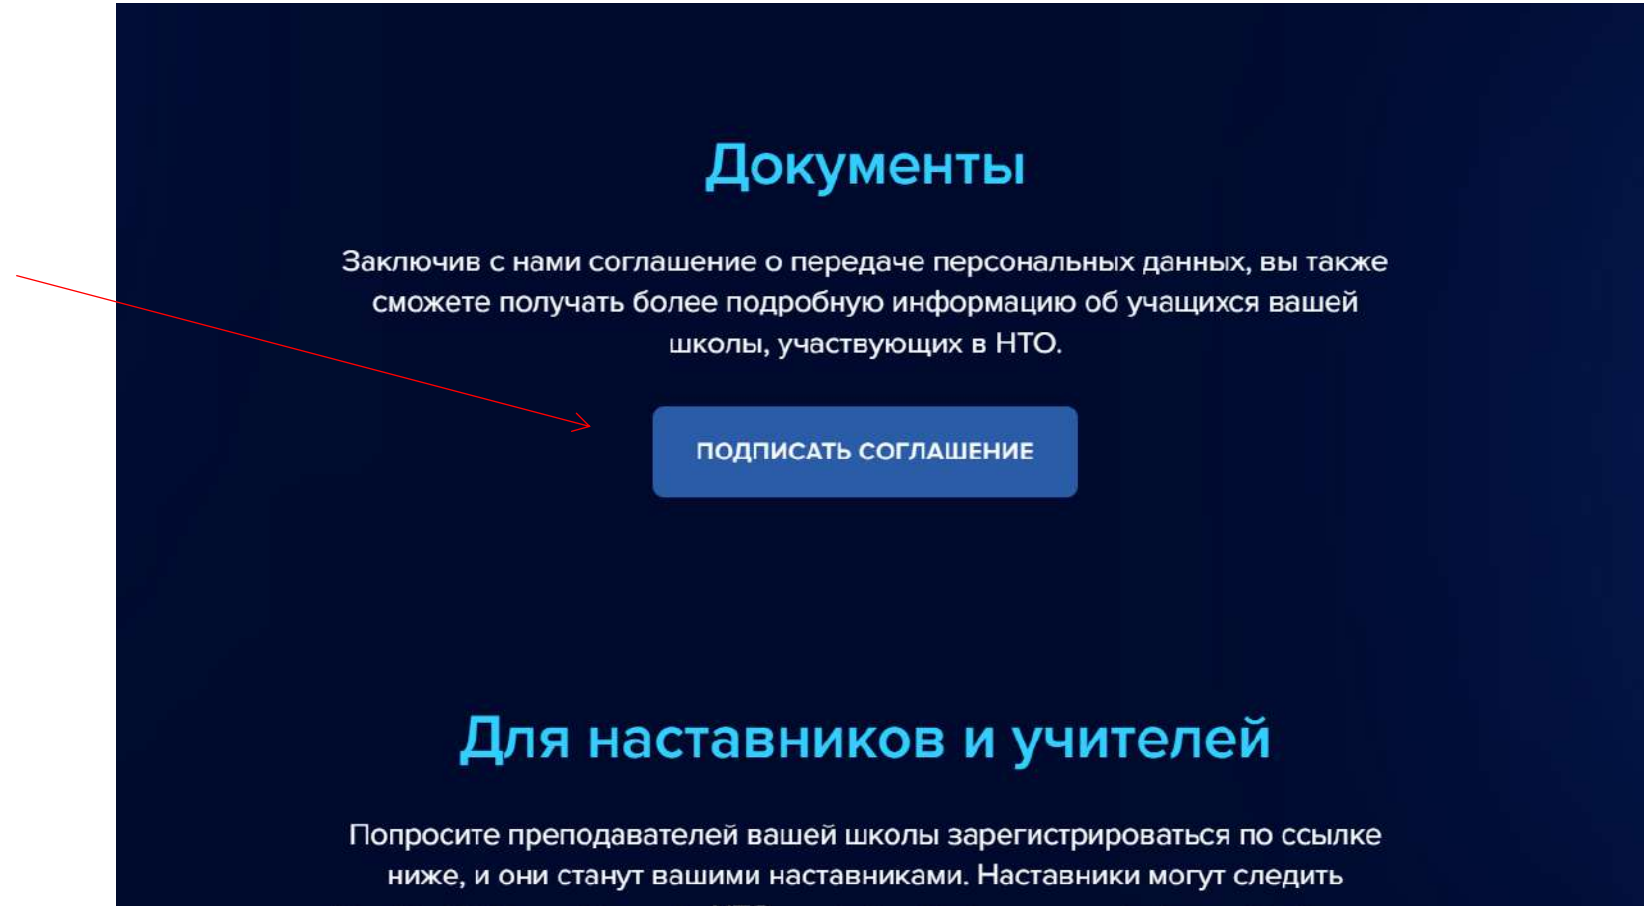 Документы
Заключив с нами соглашение о передаче персональных данных, вы также
сможете получать более подробную информацию об учащихся вашей
школы, участвующих в НТО.
ПОДПИСАТЬ СОГЛАШЕНИЕ
Для наставников и учителей
Попросите преподавателей вашей школы зарегистрироваться по ссылке
ниже, и они станут вашими наставниками. Наставники могут следить